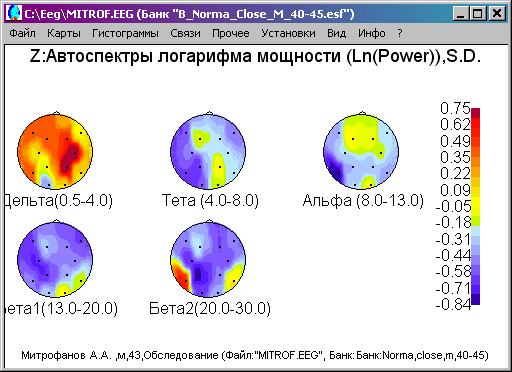 C:\Eeg\MITROF.EEG (Банк "B_Norma_Close_M_40-45.esf")
Файл Карты Гистограммы Связи Прочее Установки Вид Инфо ?
Z:Автоспектры логарифма мощности (Ln(Power)),S.D.
0.75
0.62
0.49
0.35
0.22
0.09
-0.05
-0.18
-0.31
-0.44
-0.58
-0.71
-0.84
Дельта(0.5-4.0) Тета (4.0-8.0) Альфа (8.0-13.0)
Бета1(13.0-20.0) Бета2(20.0-30.0)
Митрофанов А.А. ,м,43,Обследование (Файл:"MITROF.EEG", Банк:Банк:Norma,close,m,40-45)